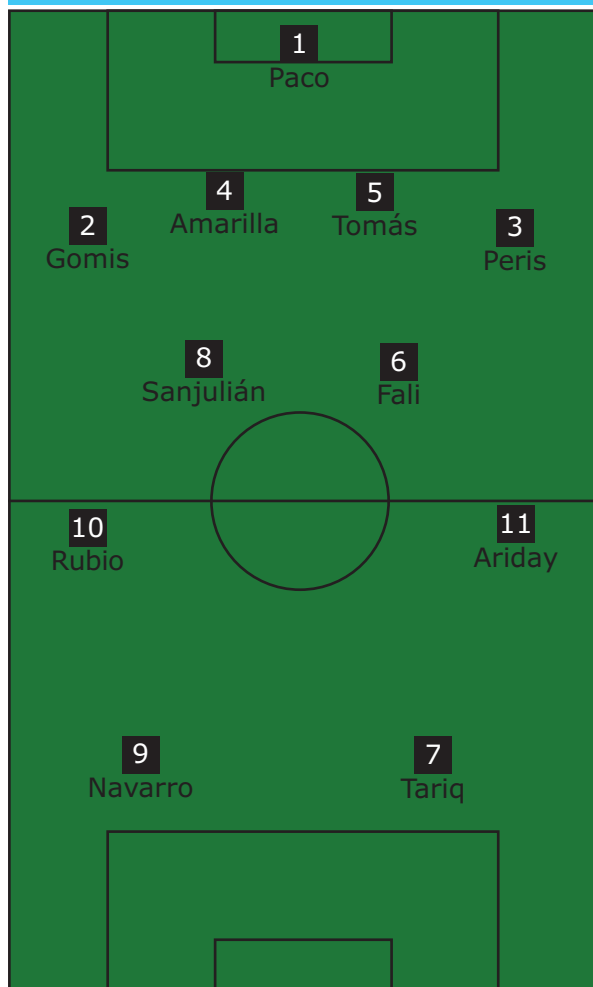 1
Paco
4
Amarilla
5
Tomás
2
Gomis
3
Peris
8
Sanjulián
6
Fali
10
Rubio
11
Ariday
9
Navarro
7
Tariq